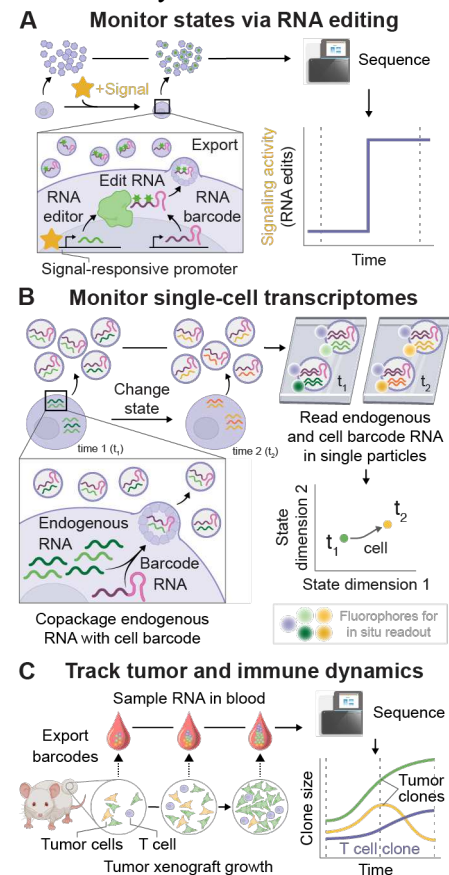 A Monitor states via RNA editing
+Signal
Sequence
Export
Edit RNA
RNA
editor
RNA
barcode
Signal-responsive promoter
Signaling activity
(RNA edits)
Time
B Monitor single-cell transcriptomes
Change
state
time 1 (t1)
time 2 (t2)
t1
t2
Read endogenous
and cell barcode RNA
in single particles
Endogenous
RNA
Barcode
RNA
Copackage endogenous
RNA with cell barcode
State
dimension 2
t1
t2
cell
State dimension 1
Fluorophores for
in situ readout
C Track tumor and immune dynamics
Sample RNA in blood
Sequence
Export
barcodes
Tumor cells
T cell
Tumor xenograft growth
Clone size
Tumor
clones
T cell clone
Time